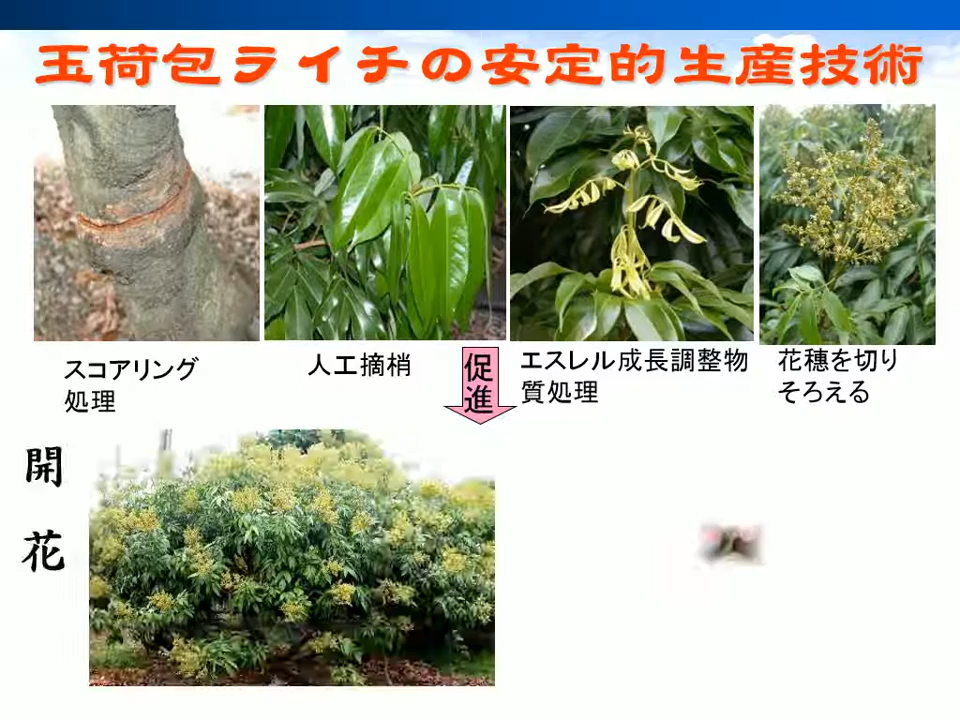 玉荷包ライチの安定的生産技術
スコアリング
処理
人工摘梢
エスレル成長調整物
質処理
花穂を切り
そろえる
促
進
開
花